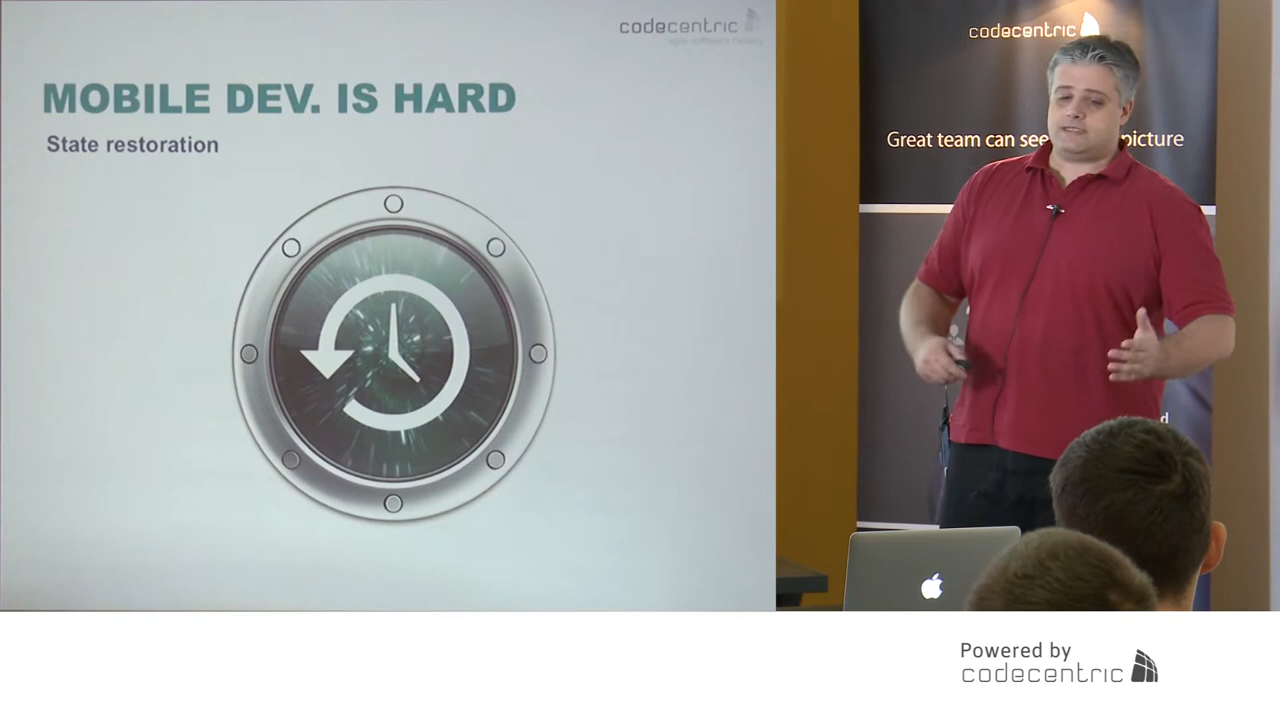 codecentric
MOBILE DEV. IS HARD
State restoration
codecentric
Great team can see
picture
Powered by
codecentric